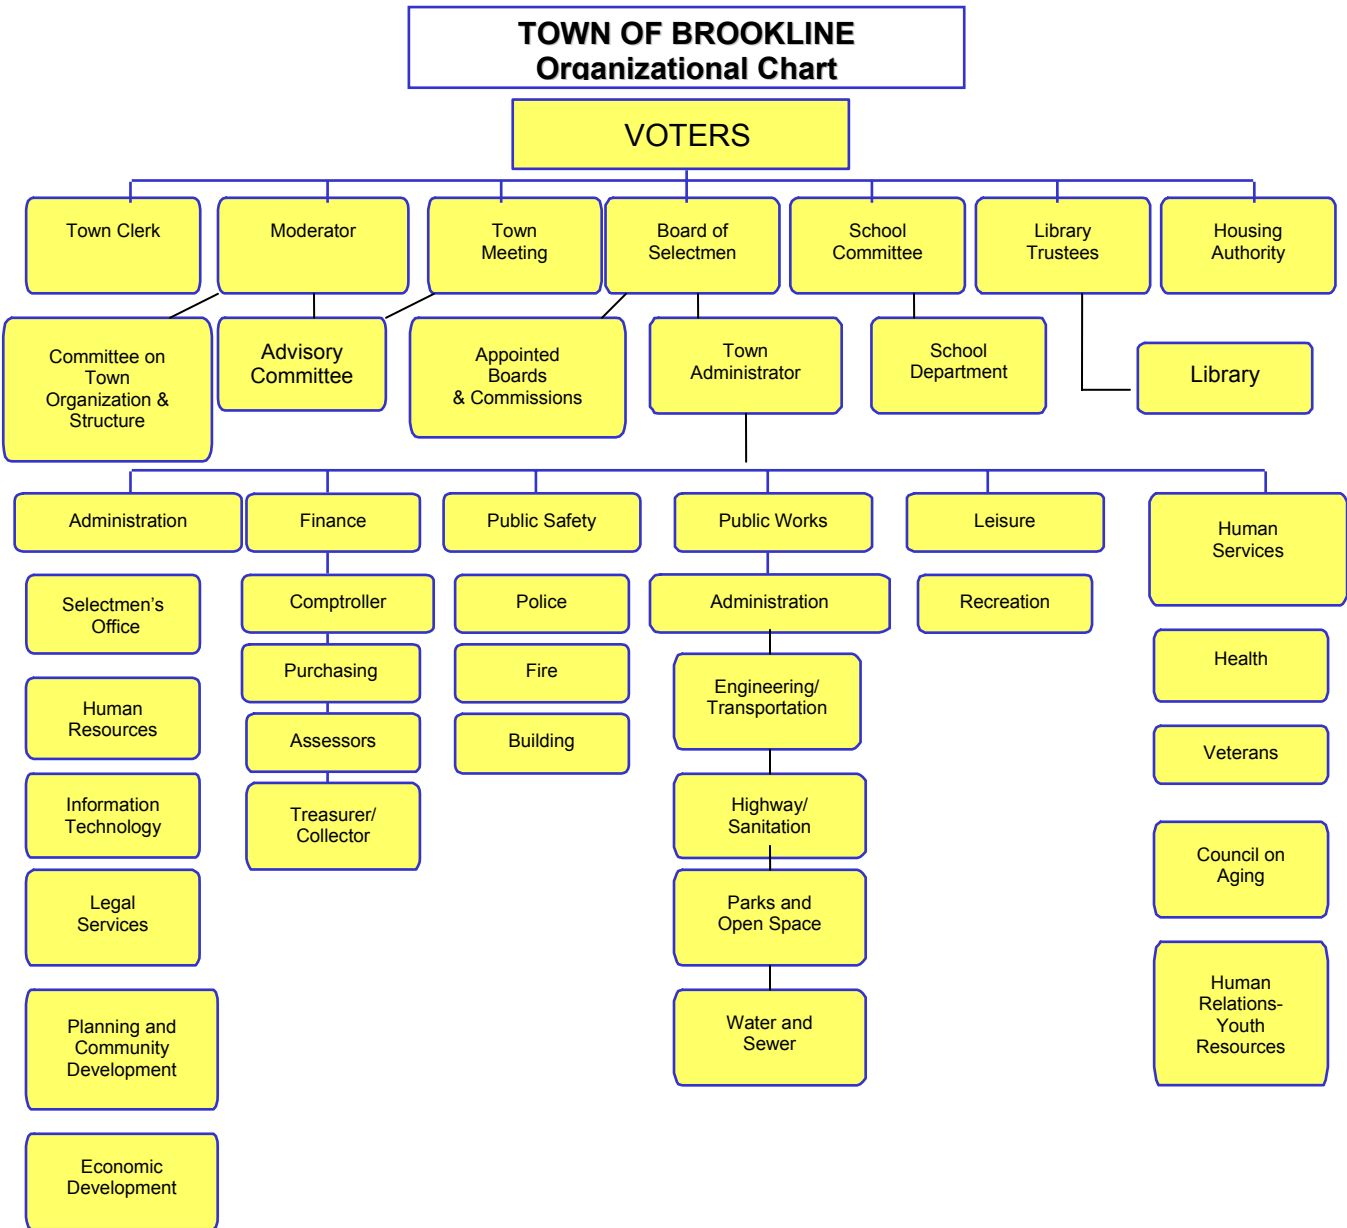 TOWN OF BROOKLINE
Organizational Chart
VOTERS
Town Clerk
Moderator
Town
Meeting
Board of
Selectmen
School
Committee
Library
Trustees
Housing
Authority
Committee on
Town
Organization &
Structure
Advisory
Committee
Appointed
Boards
& Commissions
Town
Administrator
School
Department
Library
Administration
Finance
Public Safety
Public Works
Leisure
Human
Services
Selectmen's
Office
Human
Resources
Information
Technology
Legal
Services
Planning and
Community
Development
Economic
Development
Comptroller
Purchasing
Assessors
Treasurer/
Collector
Police
Fire
Building
Administration
Engineering/
Transportation
Highway/
Sanitation
Parks and
Open Space
Water and
Sewer
Recreation
Health
Veterans
Council on
Aging
Human
Relations-
Youth
Resources